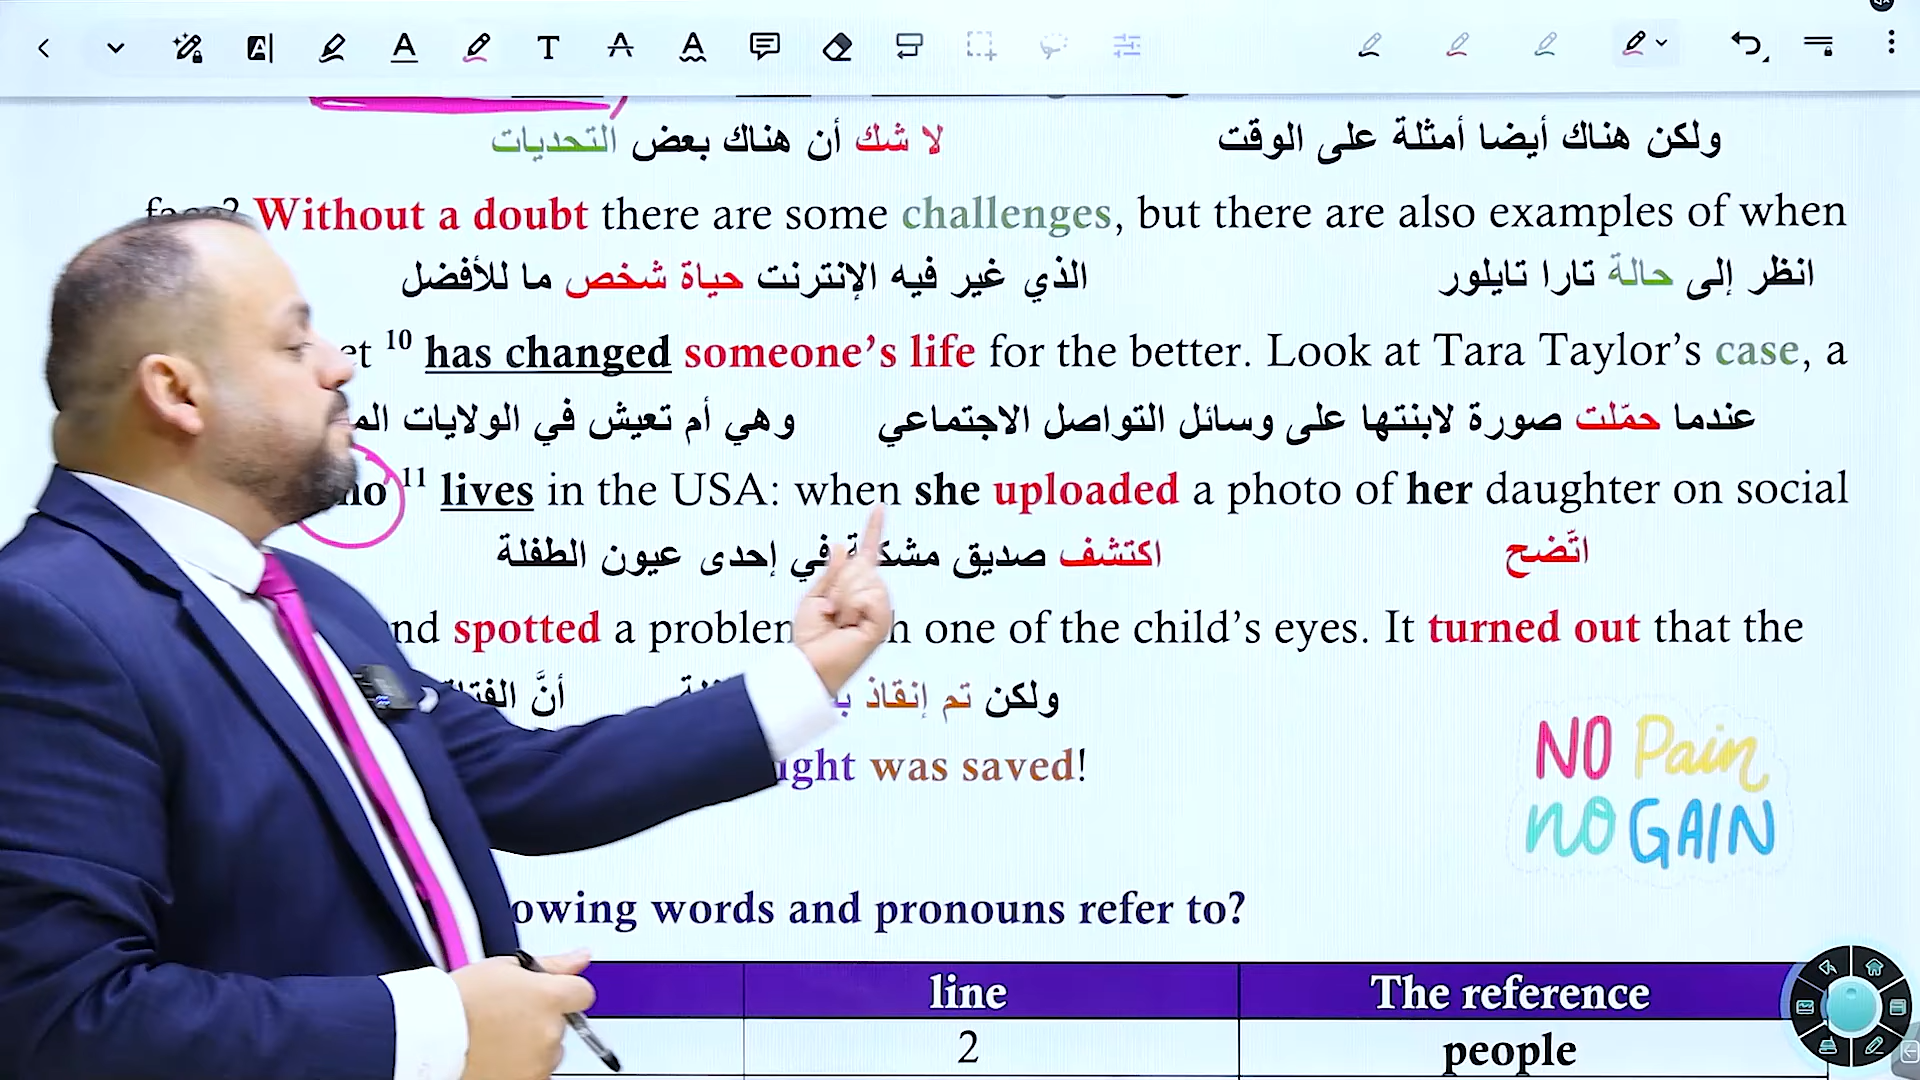 ولكن هناك أيضا أمثلة على الوقت لا شك أن هناك بعض التحديات
Without a doubt there are some challenges, but there are also examples of when
انظر إلى حالة تارا تايلور الذي غير فيه الإنترنت حياة شخص ما للأفضل
et 10 has changed someone's life for the better. Look at Tara Taylor's case, a
عندما حمّلت صورة لابنتها على وسائل التواصل الاجتماعي وهي أم تعيش في الولايات
11 lives in the USA: when she uploaded a photo of her daughter on social
اتّضح اكتشف صديق في إحدى عيون الطفلة
spotted a one of the child's eyes. It turned out that the
ولكن تم إنقاذ أنَّ
was saved!
NO Pain
NO GAIN
words and pronouns refer to?
line The reference
2 people